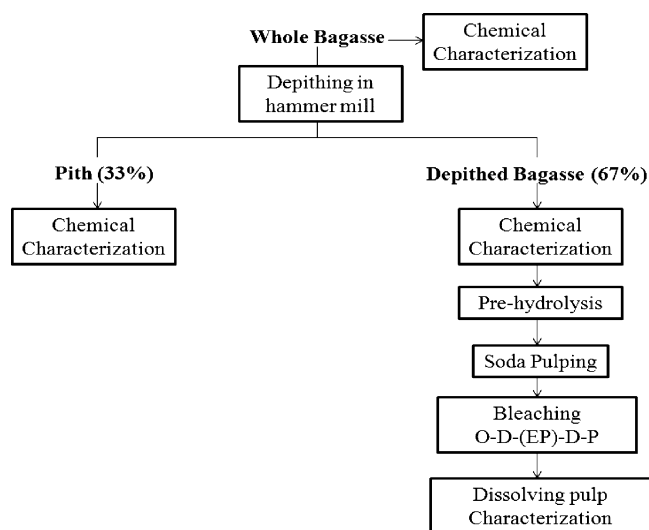 Whole Bagasse
Chemical
Characterization
Depithing in
hammer mill
Pith (33%)
Depithed Bagasse (67%)
Chemical
Characterization
Chemical
Characterization
Pre-hydrolysis
Soda Pulping
Bleaching
O-D-(EP)-D-P
Dissolving pulp
Characterization